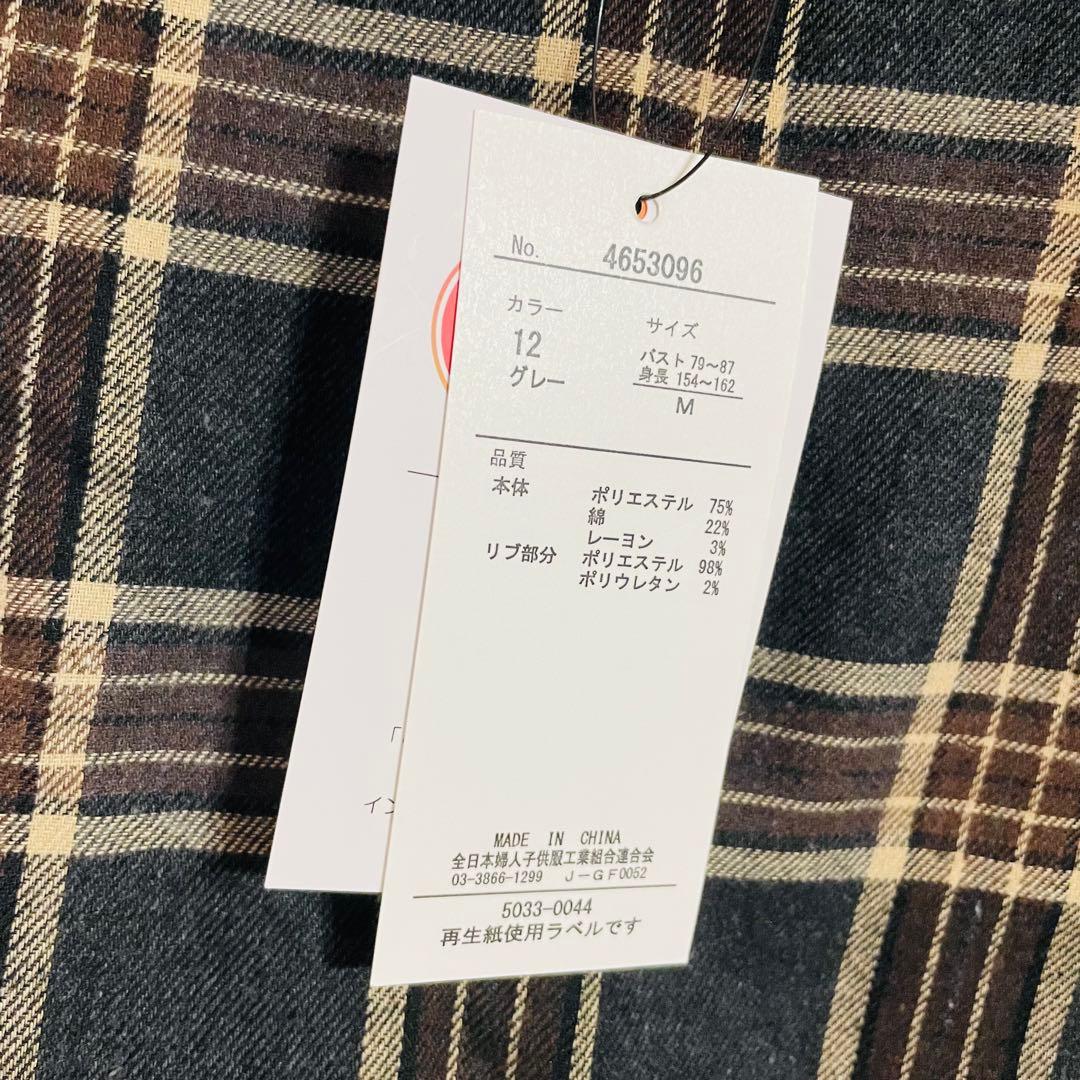 No. 4653096
カラー
12
グレー
サイズ
バスト 79～87
身長 154～162
M
品質
本体 ポリエステル 75%
綿 22%
レーヨン 3%
リブ部分 ポリエステル 98%
ポリウレタン 2%
MADE IN CHINA
全日本婦人子供服工業組合連合会
03-3866-1299 J－GF0052
5033-0044
再生紙使用ラベルです
「
イン